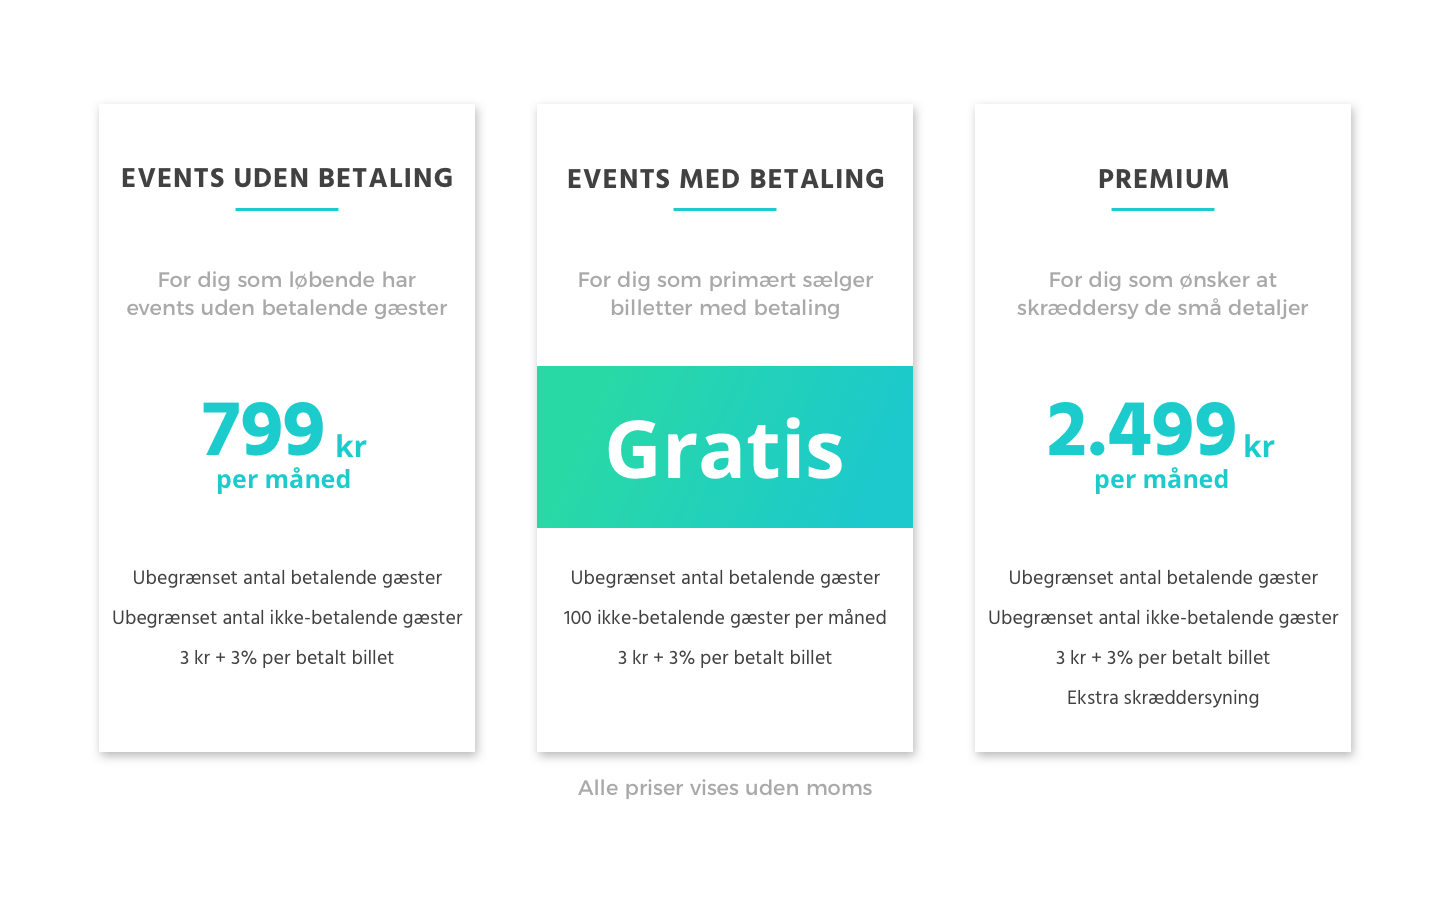 EVENTS UDEN BETALING
For dig som løbende har
events uden betalende gæster
799 kr
per måned
Ubegrænset antal betalende gæster
Ubegrænset antal ikke-betalende gæster
3 kr + 3% per betalt billet
EVENTS MED BETALING
For dig som primært sælger
billetter med betaling
Gratis
Ubegrænset antal betalende gæster
100 ikke-betalende gæster per måned
3 kr + 3% per betalt billet
PREMIUM
For dig som ønsker at
skræddersy de små detaljer
2.499 kr
per måned
Ubegrænset antal betalende gæster
Ubegrænset antal ikke-betalende gæster
3 kr + 3% per betalt billet
Ekstra skræddersyning
Alle priser vises uden moms